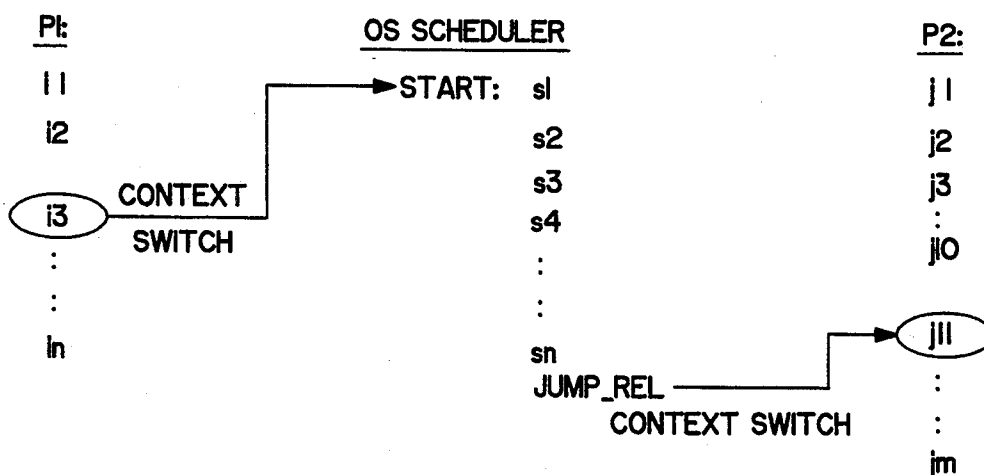 P1:
i1
i2
i3
:
:
in
CONTEXT
SWITCH
OS SCHEDULER
START: s1
s2
s3
s4
:
:
sn
JUMP_REL
CONTEXT SWITCH
P2:
j1
j2
j3
:
j10
j11
:
:
jm